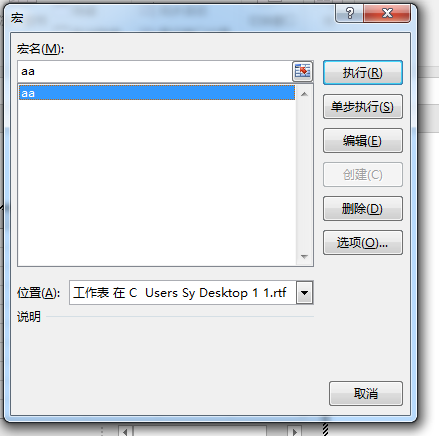 宏
宏名(M):
aa
执行(R)
aa
单步执行(S)
编辑(E)
创建(C)
删除(D)
选项(O)...
位置(A): 工作表 在 C Users Sy Desktop 1 1.rtf
说明
取消